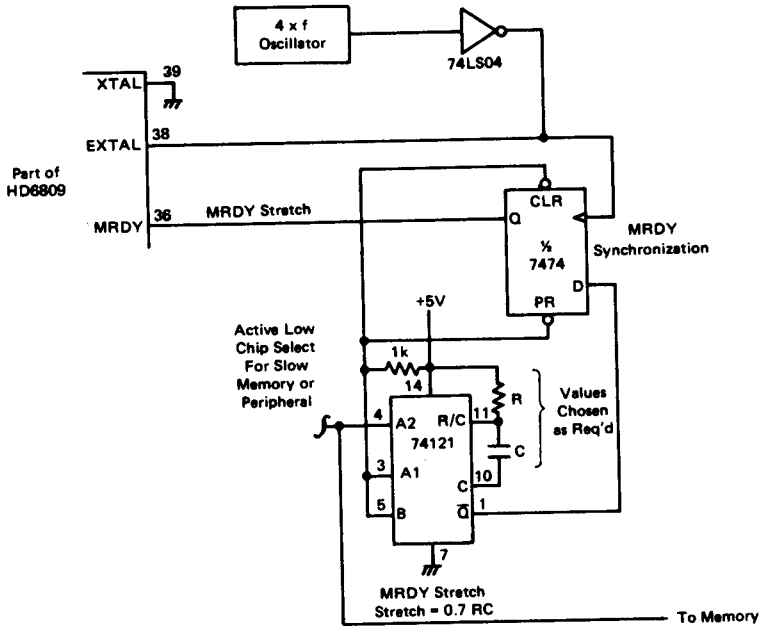 4 x f
Oscillator
74LS04
39
XTAL
38
EXTAL
Part of
HD6809
36
MRDY
MRDY Stretch
CLR
Q
½
7474
D
PR
MRDY
Synchronization
+5V
Active Low
Chip Select
For Slow
Memory or
Peripheral
1k
14
R
Values
Chosen
as Req'd
4
A2
R/C
11
74121
C
3
A1
10
C
5
B
Q̅
1
7
MRDY Stretch
Stretch = 0.7 RC
To Memory